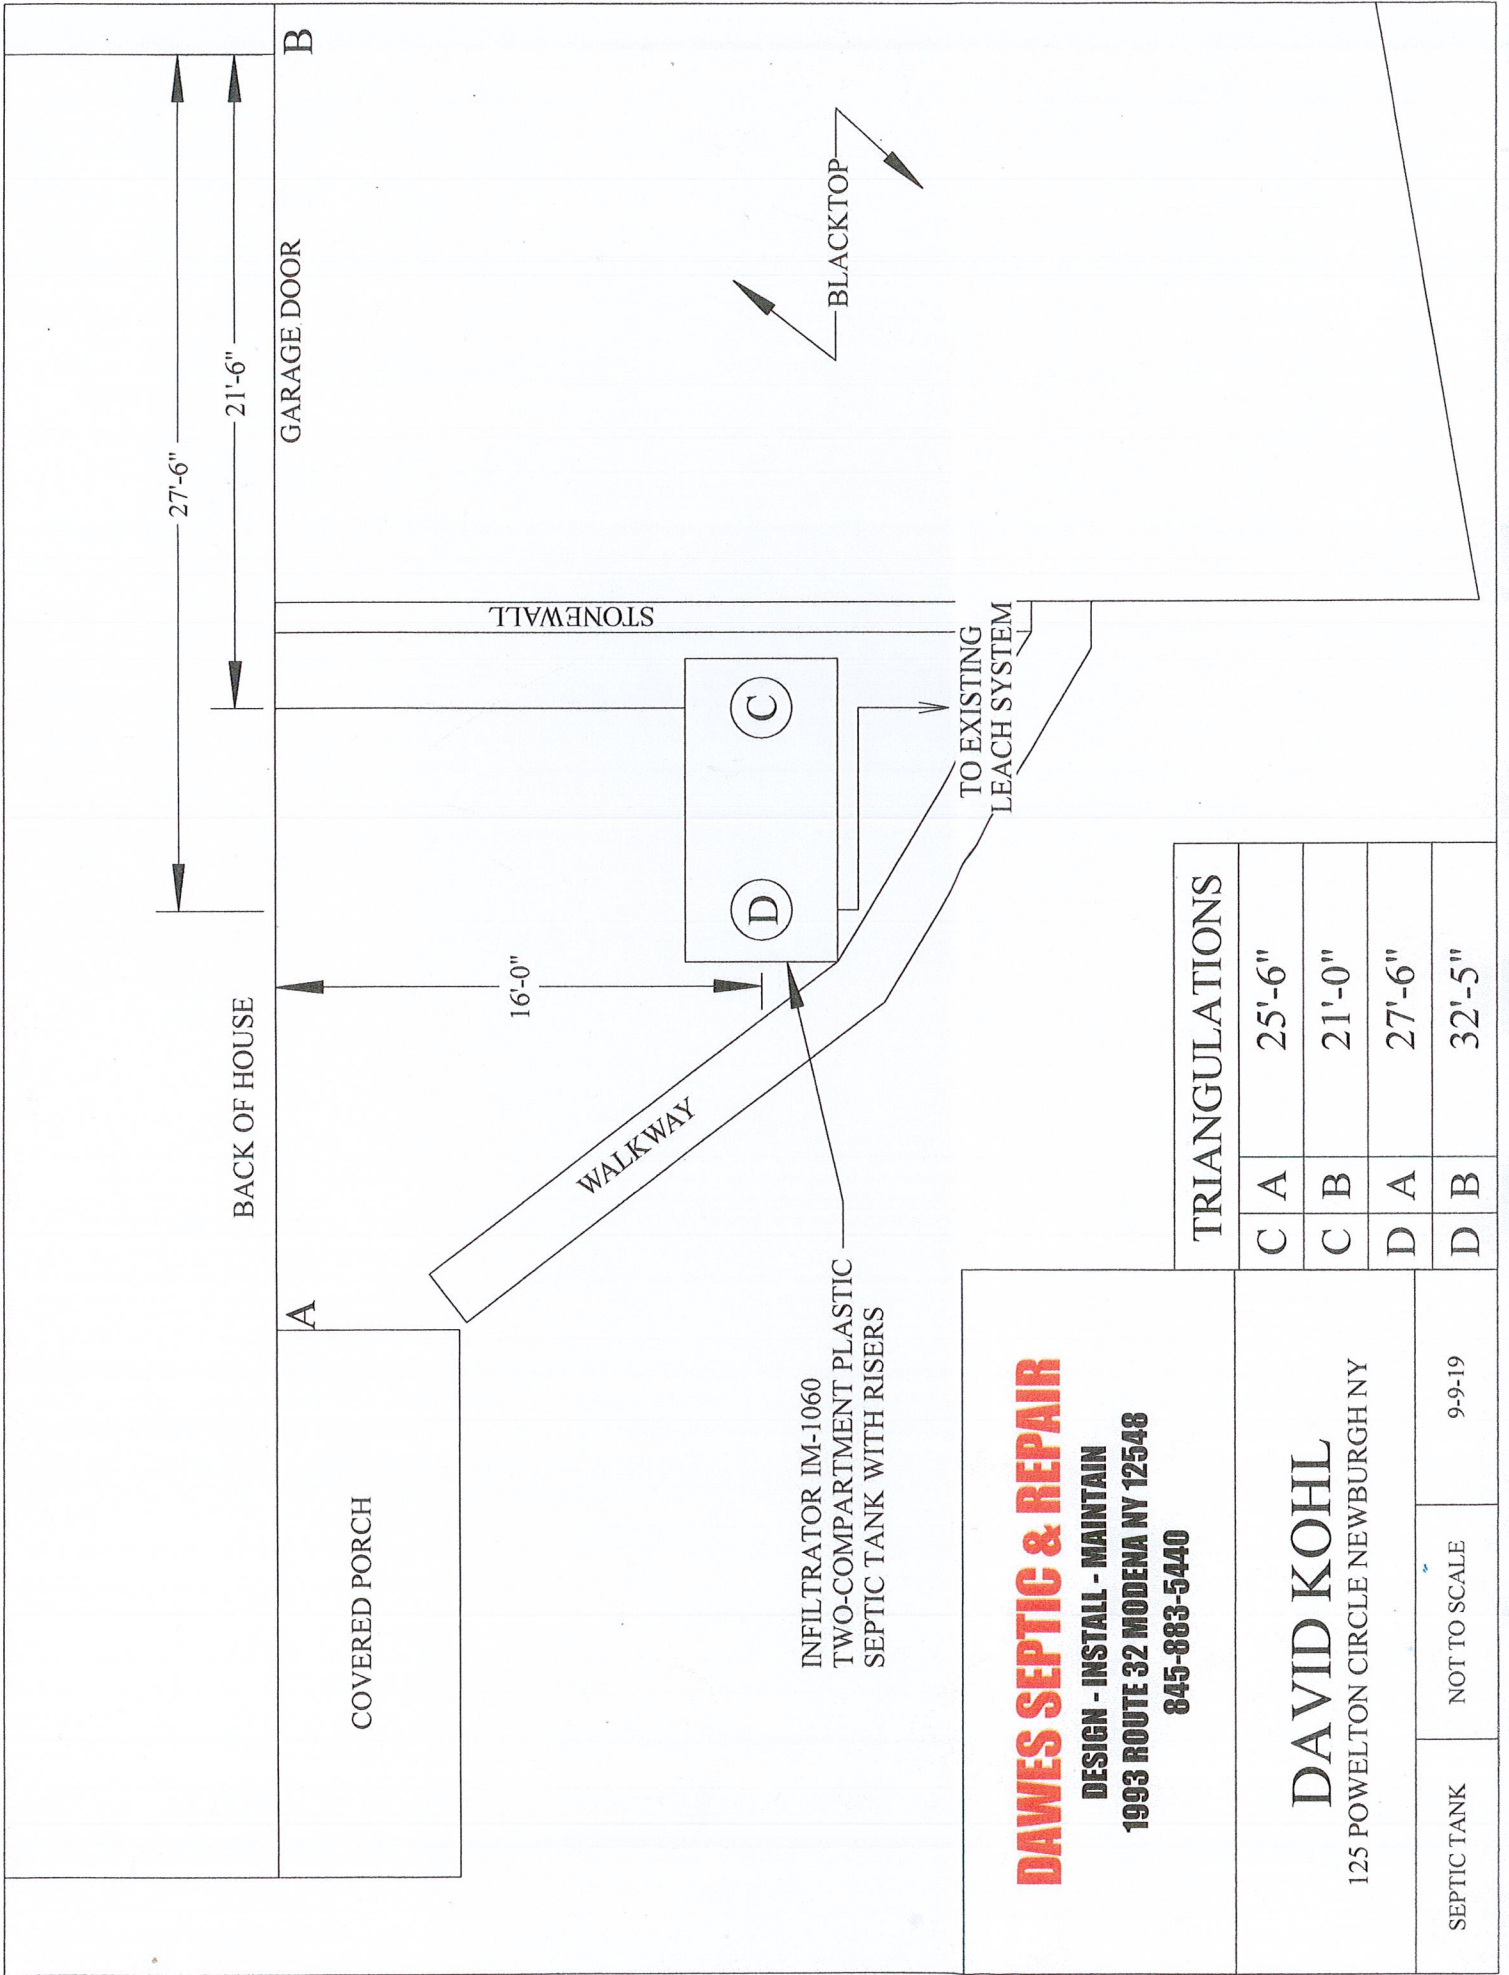 27'-6"
21'-6"
B
GARAGE DOOR
BACK OF HOUSE
A
COVERED PORCH
16'-0"
STONEWALL
BLACKTOP
C
D
WALKWAY
TO EXISTING
LEACH SYSTEM
INFILTRATOR IM-1060
TWO-COMPARTMENT PLASTIC
SEPTIC TANK WITH RISERS
DAWES SEPTIC & REPAIR
DESIGN - INSTALL - MAINTAIN
1993 ROUTE 32 MODENA NY 12548
845-883-5440
DAVID KOHL
125 POWELTON CIRCLE NEWBURGH NY
SEPTIC TANK NOT TO SCALE 9-9-19
TRIANGULATIONS
C A 25'-6"
C B 21'-0"
D A 27'-6"
D B 32'-5"